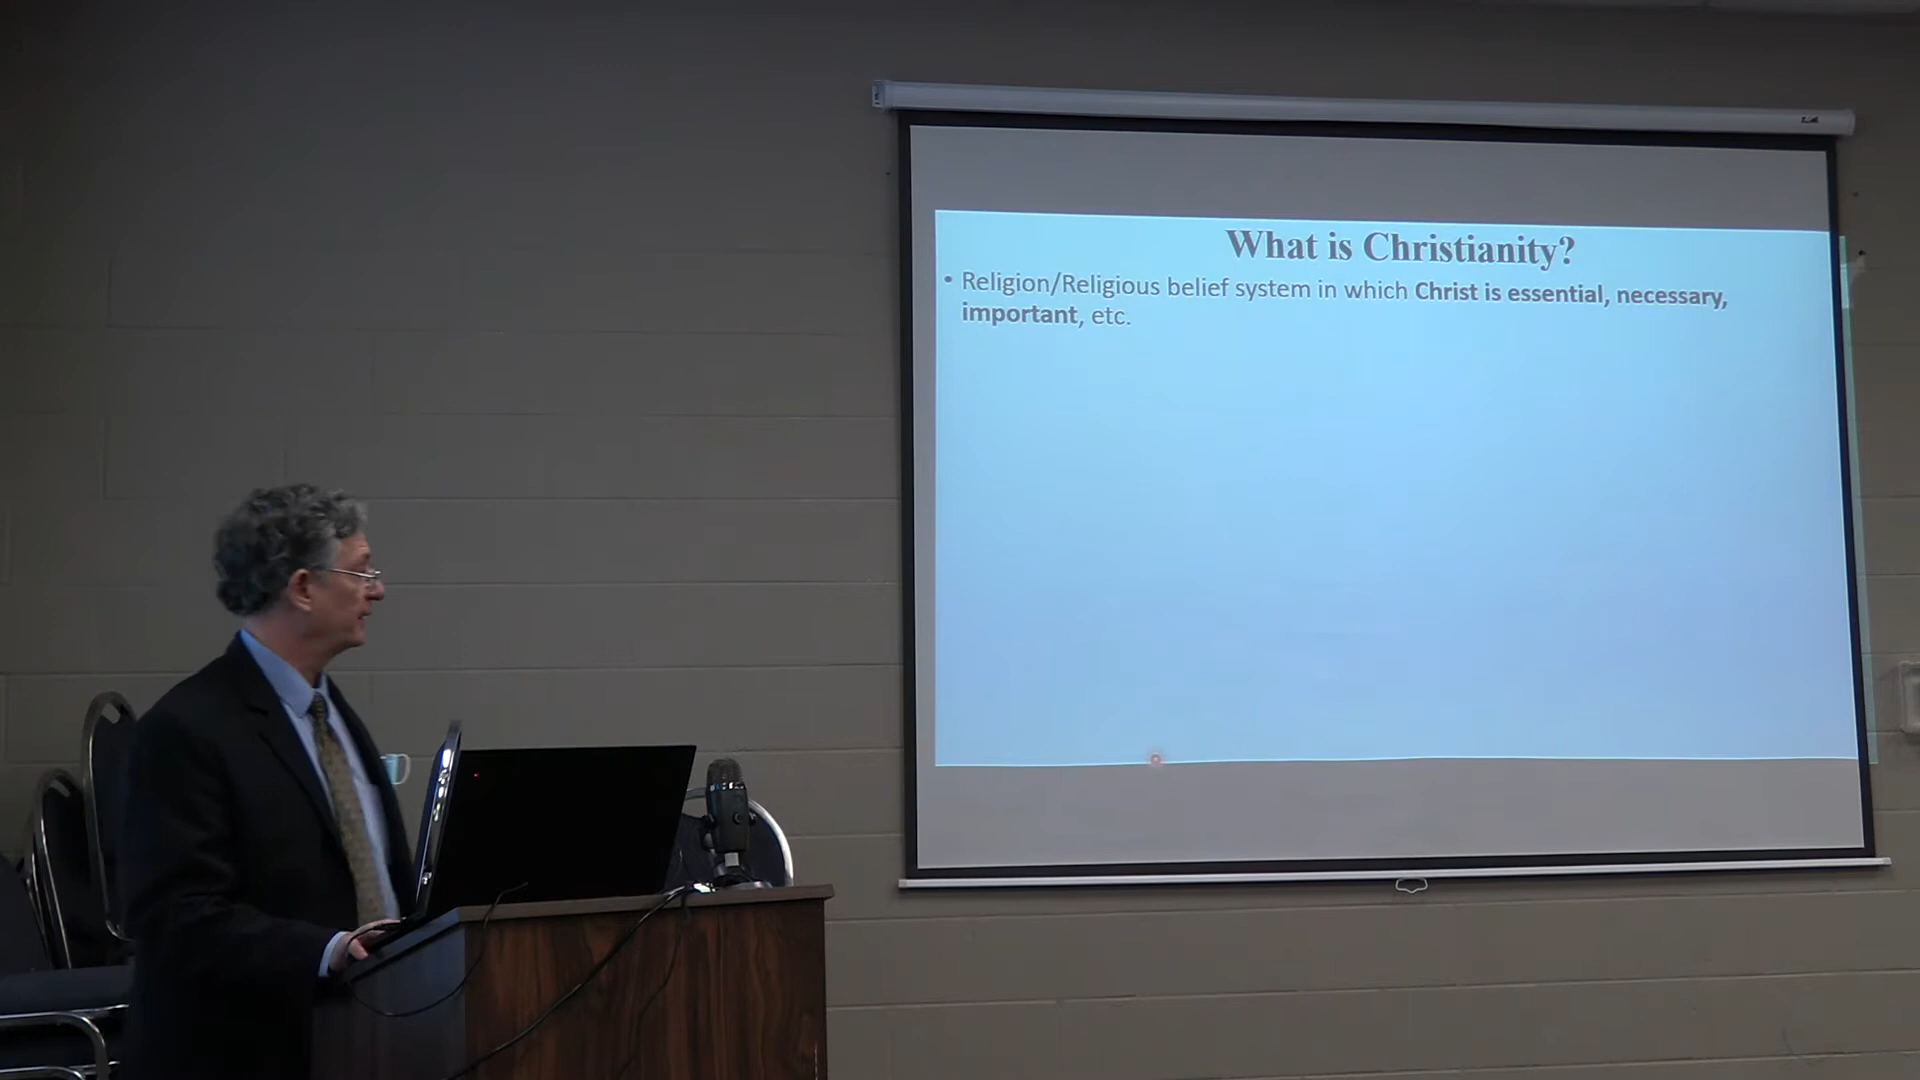 What is Christianity?
• Religion/Religious belief system in which Christ is essential, necessary,
important, etc.